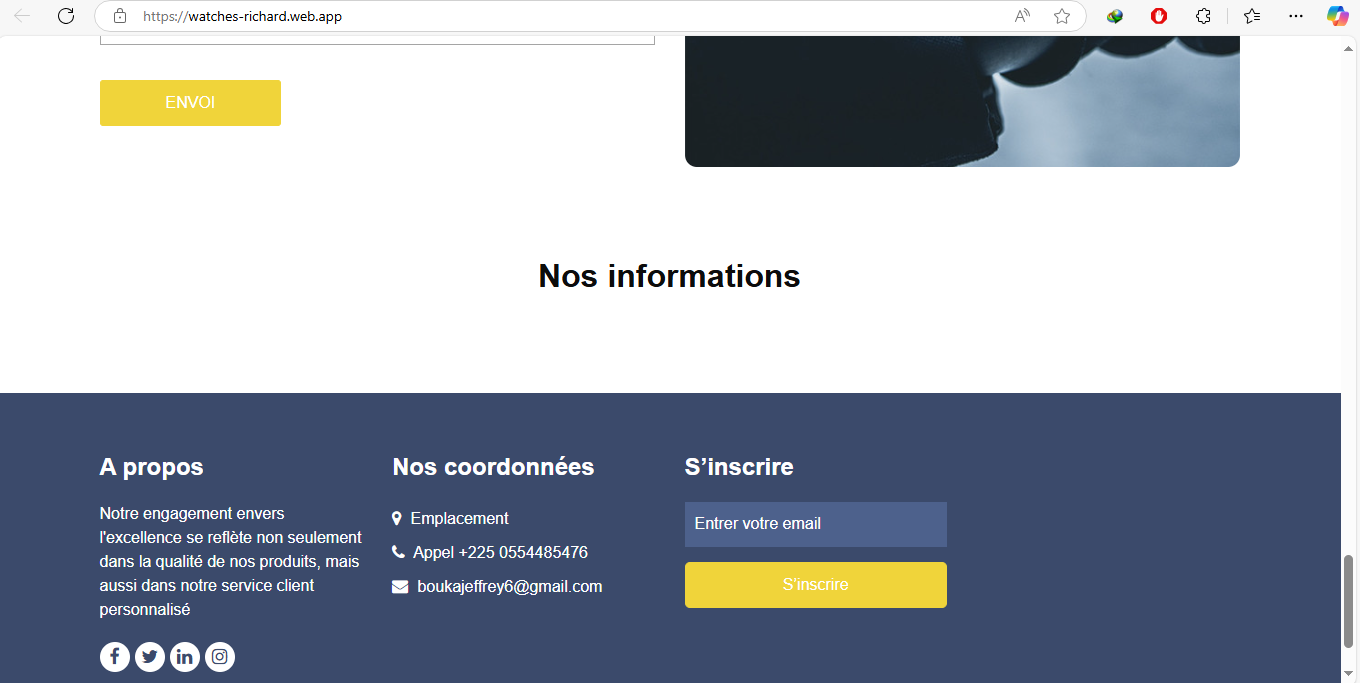 https://watches-richard.web.app
ENVOI
Nos informations
A propos
Notre engagement envers
l'excellence se reflète non seulement
dans la qualité de nos produits, mais
aussi dans notre service client
personnalisé
Nos coordonnées
Emplacement
Appel +225 0554485476
boukajeffrey6@gmail.com
S’inscrire
Entrer votre email
S'inscrire